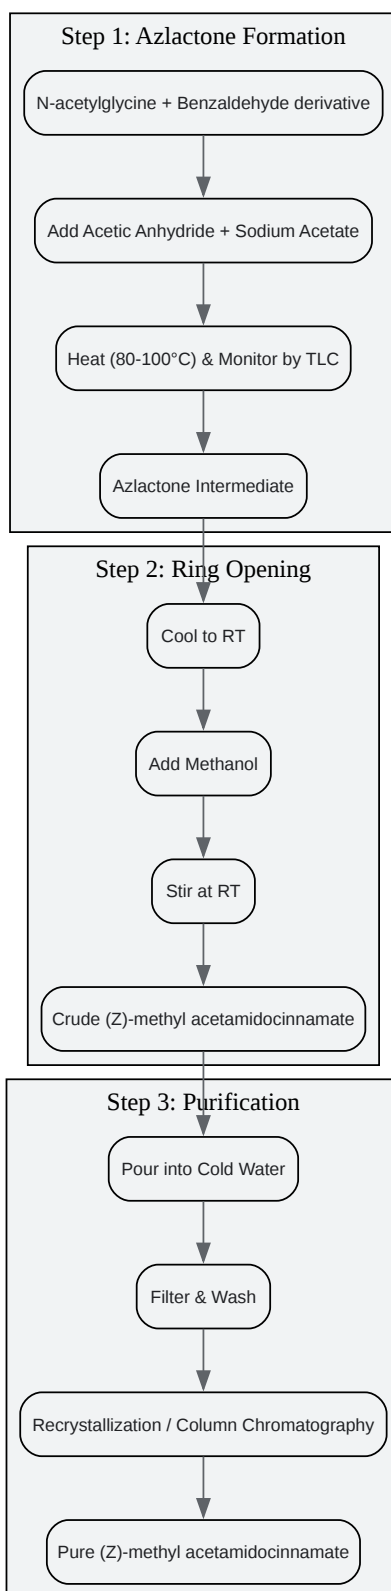 Step 1: Azlactone Formation
N-acetylglycine + Benzaldehyde derivative
Add Acetic Anhydride + Sodium Acetate
Heat (80-100°C) & Monitor by TLC
Azlactone Intermediate
Step 2: Ring Opening
Cool to RT
Add Methanol
Stir at RT
Crude (Z)-methyl acetamidocinnamate
Step 3: Purification
Pour into Cold Water
Filter & Wash
Recrystallization / Column Chromatography
Pure (Z)-methyl acetamidocinnamate